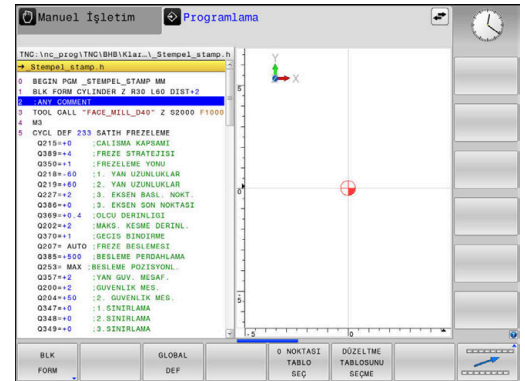 Manuel İşletim
Programlama
TNC:\nc_prog\TNC\BHB\Klar…\_Stempel_stamp.h
→_Stempel_stamp.h
0 BEGIN PGM _STEMPEL_STAMP MM
1 BLK FORM CYLINDER Z R30 L60 DIST+2
2 ;ANY COMMENT
3 TOOL CALL "FACE_MILL_D40" Z S2000 F1000
4 M3
5 CYCL DEF 233 SATIH FREZELEME
Q215=+0 ;CALISMA KAPSAMI
Q389=+4 ;FREZE STRATEJISI
Q350=+1 ;FREZELEME YONU
Q218=-60 ;1. YAN UZUNLUKLAR
Q219=+60 ;2. YAN UZUNLUKLAR
Q227=+2 ;3. EKSEN BASL. NOKT.
Q386=+0 ;3. EKSEN SON NOKTASI
Q369=+0.4 ;OLCU DERINLIGI
Q202=+2 ;MAKS. KESME DERINL.
Q370=+1 ;GECIS BINDIRME
Q207= AUTO ;FREZE BESLEMESI
Q385=+500 ;BESLEME PERDAHLAMA
Q253= MAX ;BESLEME POZISYONL.
Q357=+2 ;YAN GUV. MESAF.
Q200=+2 ;GUVENLIK MES.
Q204=+50 ;2. GUVENLIK MES.
Q347=+0 ;1.SINIRLAMA
Q348=+0 ;2.SINIRLAMA
Q349=+0 ;3.SINIRLAMA
Y
X
5
0
5
-5
0
BLK FORM
GLOBAL DEF
0 NOKTASI TABLO SEÇ
DÜZELTME TABLOSUNU SEÇME